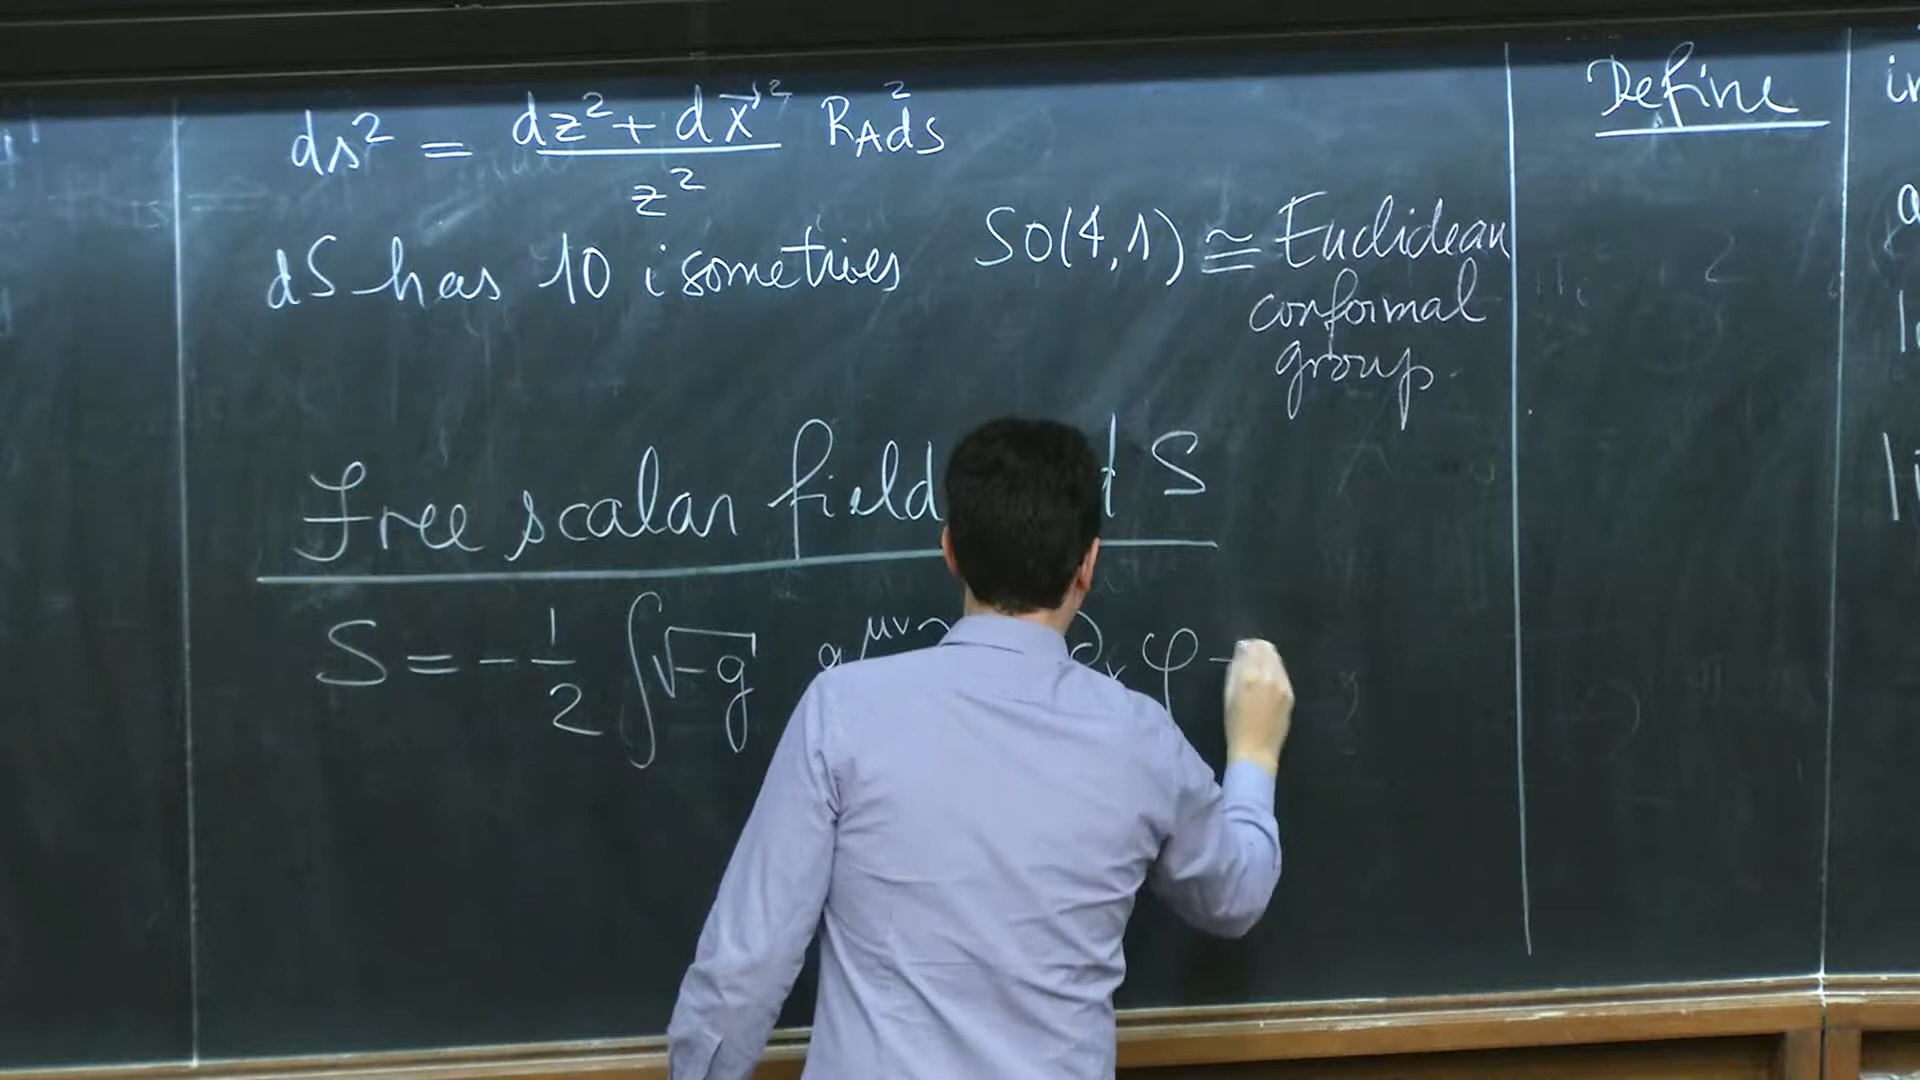 ds² = (dz² + dx⃗²)/z² R²AdS
dS has 10 isometries SO(4,1) ≅ Euclidean
conformal
group.
Free scalar field S
S = -1/2 ∫√-g g^μν ∂ φ
Define